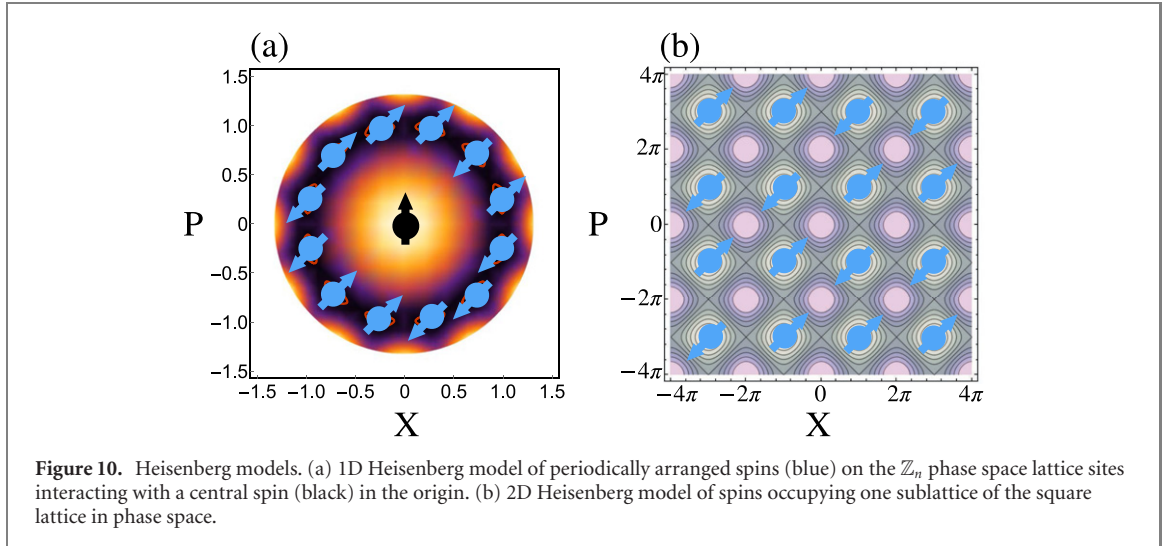 (a)
(b)
P
1.5
1.0
0.5
0
−0.5
−1.0
−1.5
−1.5 −1.0 −0.5 0 0.5 1.0 1.5
X
P
4π
2π
0
−2π
−4π
−4π −2π 0 2π 4π
X
Figure 10. Heisenberg models. (a) 1D Heisenberg model of periodically arranged spins (blue) on the ℤₙ phase space lattice sites
interacting with a central spin (black) in the origin. (b) 2D Heisenberg model of spins occupying one sublattice of the square
lattice in phase space.